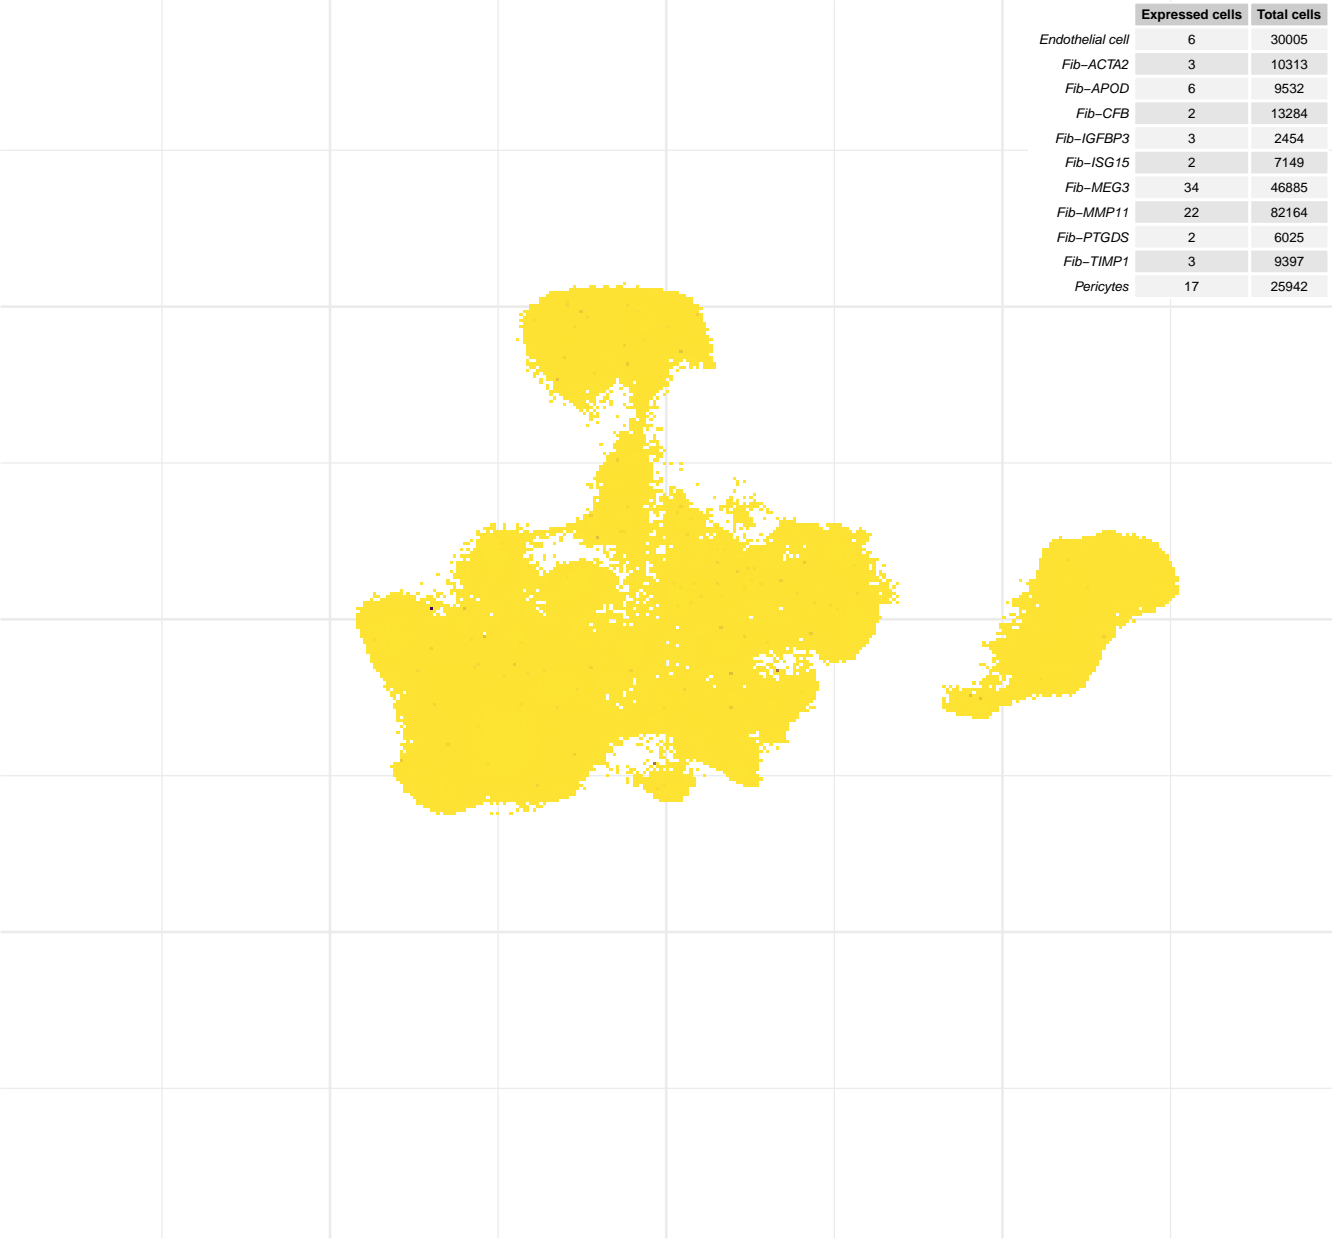 Expressed cells Total cells
Endothelial cell 6 30005
Fib−ACTA2 3 10313
Fib−APOD 6 9532
Fib−CFB 2 13284
Fib−IGFBP3 3 2454
Fib−ISG15 2 7149
Fib−MEG3 34 46885
Fib−MMP11 22 82164
Fib−PTGDS 2 6025
Fib−TIMP1 3 9397
Pericytes 17 25942